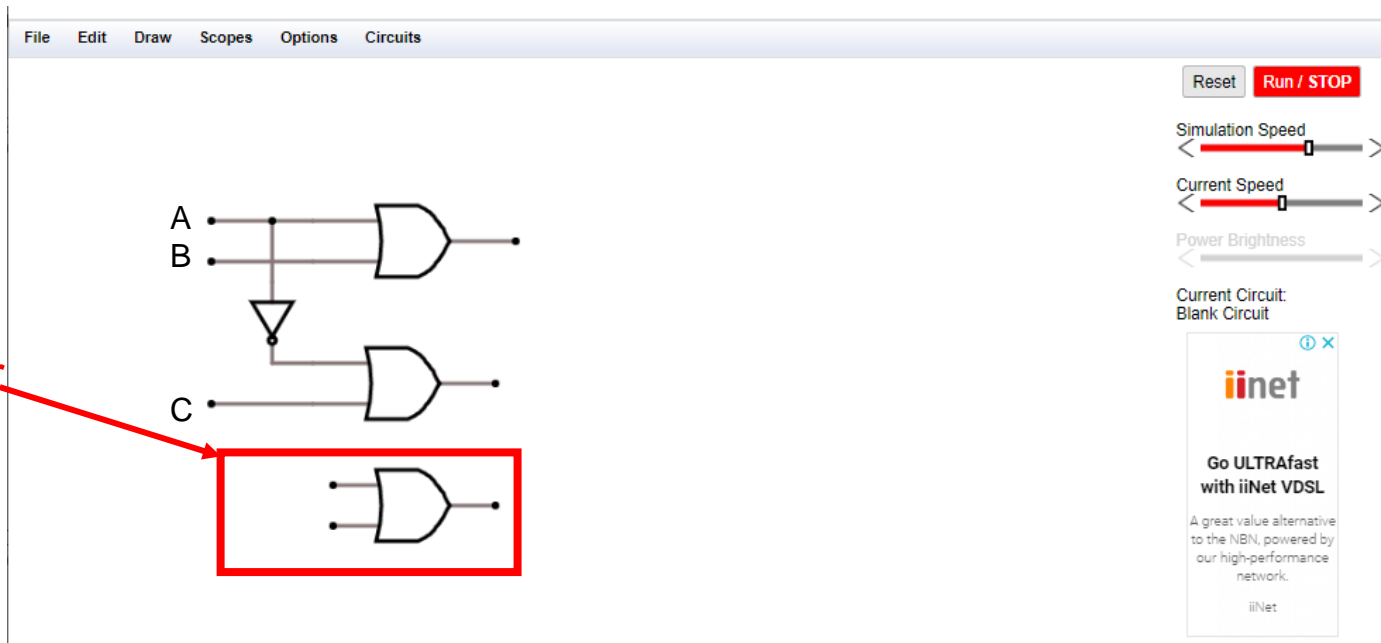 File Edit Draw Scopes Options Circuits
Reset Run / STOP
Simulation Speed
Current Speed
Power Brightness
Current Circuit:
Blank Circuit
A
B
C
iinet
Go ULTRAfast
with iiNet VDSL
A great value alternative
to the NBN, powered by
our high-performance
network.
iiNet